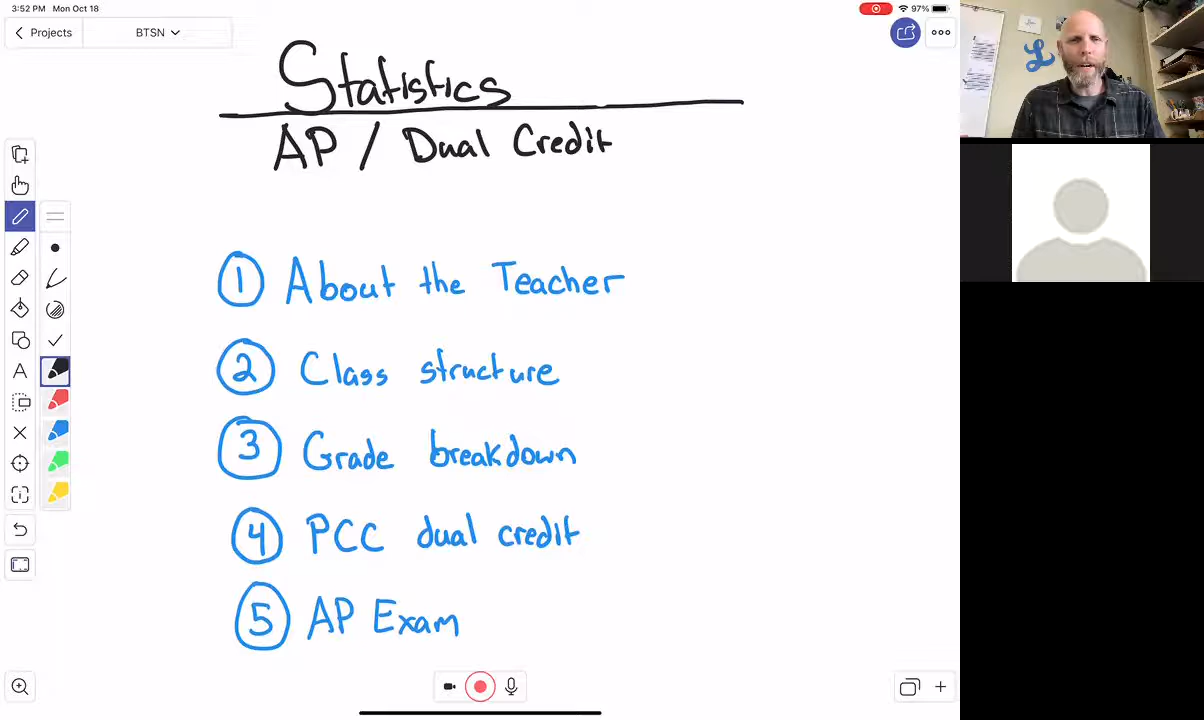 3:52 PM Mon Oct 18
97%
Projects
BTSN
Statistics
AP / Dual Credit
1 About the Teacher
2 Class structure
3 Grade breakdown
4 PCC dual credit
5 AP Exam
A
L